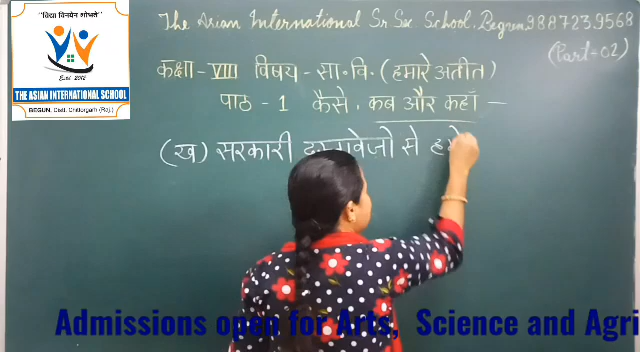 The Asian International Sr Sec School. Begun 9887239568
(Part-02)
कक्षा - VIII विषय - सा. वि. (हमारे अतीत)
पाठ - 1 कैसे, कब और कहाँ —
(ख) सरकारी से हमे
"विद्या विनयेन शोभते"
Estd. 2012
THE ASIAN INTERNATIONAL SCHOOL
BEGUN, Distt. Chittorgarh (Raj.)
Admissions open for Arts, Science and Agri